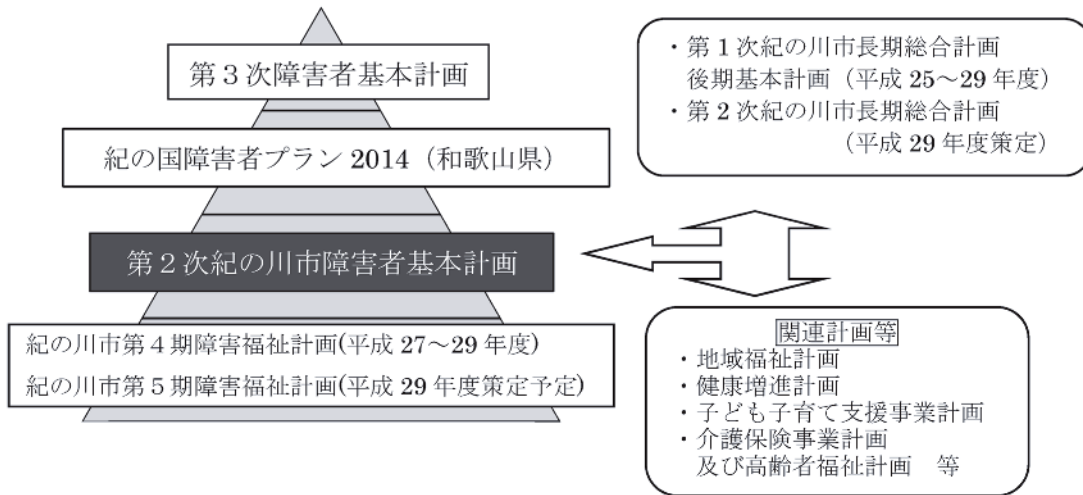 第３次障害者基本計画
紀の国障害者プラン 2014（和歌山県）
第２次紀の川市障害者基本計画
紀の川市第４期障害福祉計画(平成 27～29 年度)
紀の川市第５期障害福祉計画(平成 29 年度策定予定)
・第１次紀の川市長期総合計画
後期基本計画（平成 25～29 年度）
・第２次紀の川市長期総合計画
（平成 29 年度策定）
関連計画等
・地域福祉計画
・健康増進計画
・子ども子育て支援事業計画
・介護保険事業計画
及び高齢者福祉計画　等